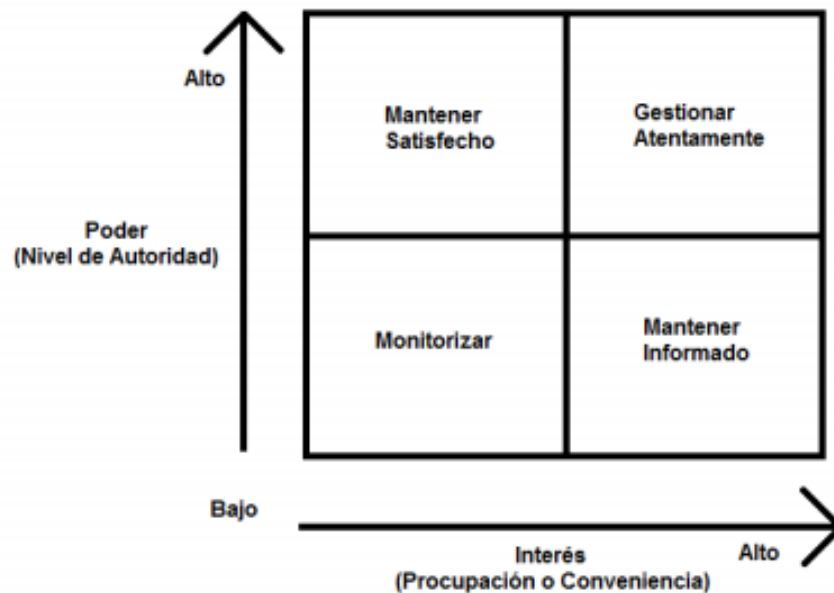 Alto
Mantener
Satisfecho
Gestionar
Atentamente
Poder
(Nivel de Autoridad)
Monitorizar
Mantener
Informado
Bajo
Interés
Alto
(Procupación o Conveniencia)